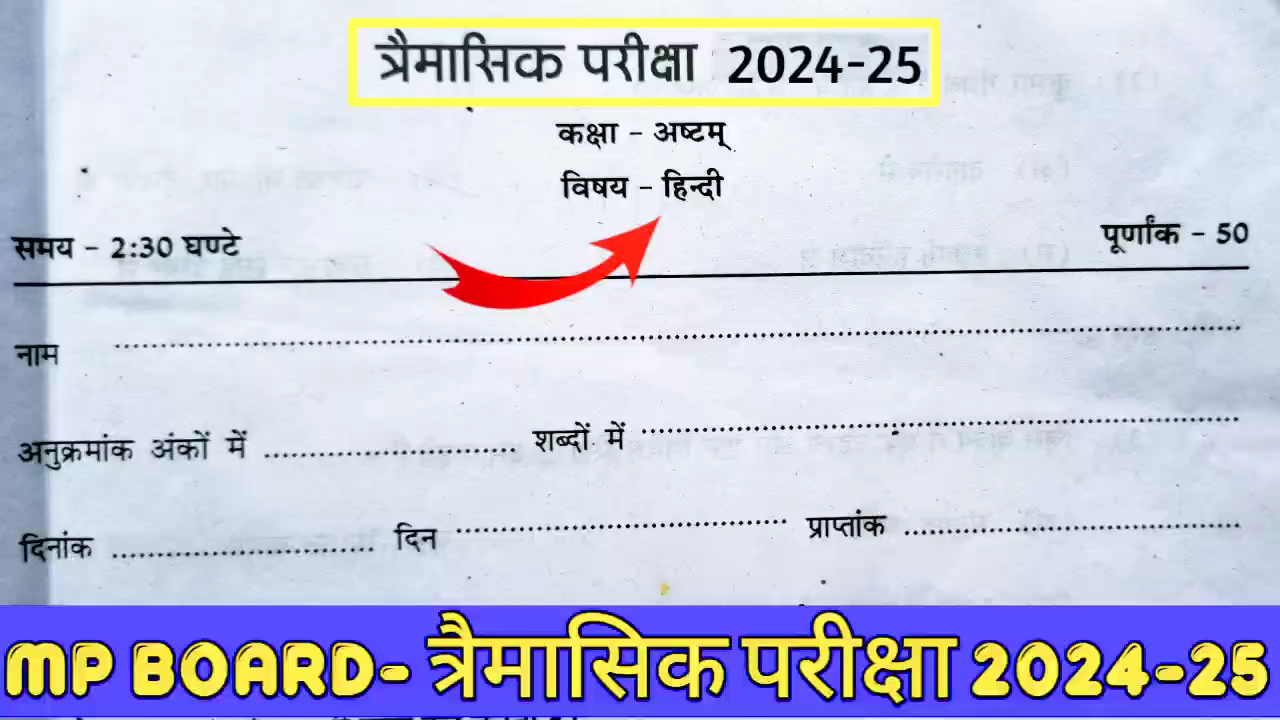 त्रैमासिक परीक्षा 2024-25
कक्षा - अष्टम्
विषय - हिन्दी
समय - 2:30 घण्टे पूर्णांक - 50
नाम ........................................
अनुक्रमांक अंकों में .................... शब्दों में ........................................
दिनांक .................... दिन .................... प्राप्तांक ....................
MP BOARD- त्रैमासिक परीक्षा 2024-25